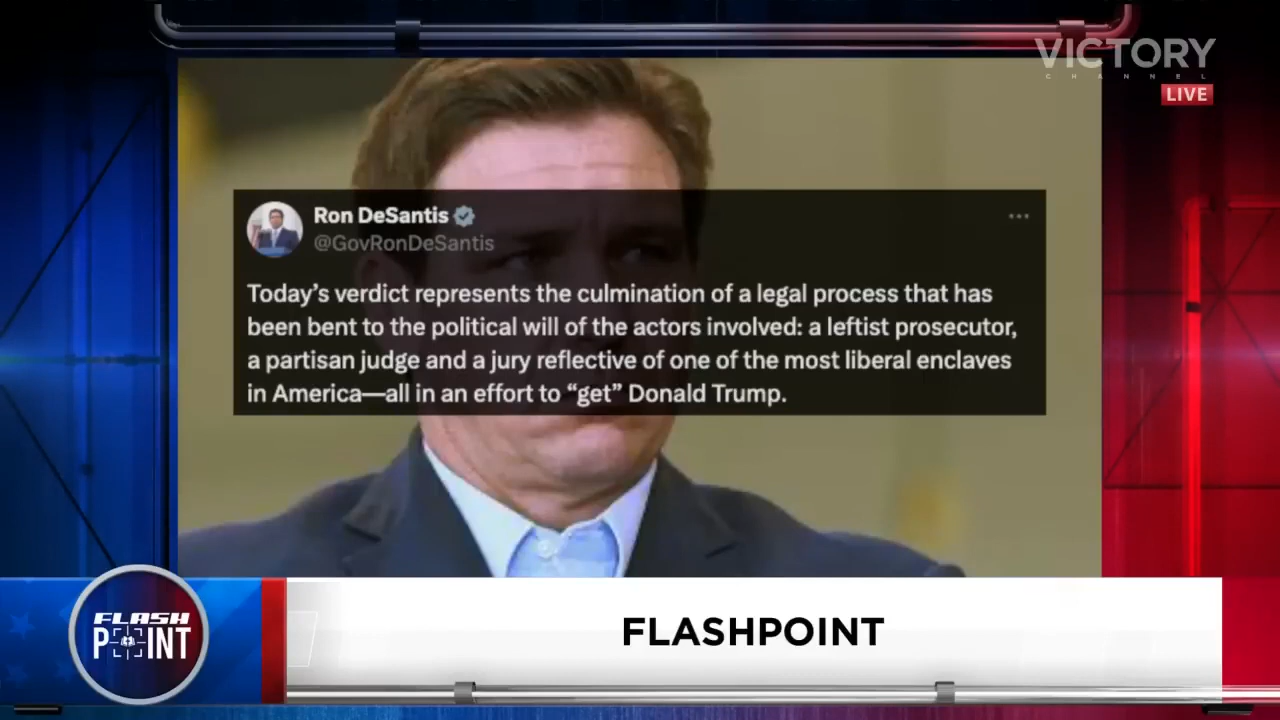 VICTORY
CHANNEL
LIVE
Ron DeSantis
@GovRonDeSantis
Today’s verdict represents the culmination of a legal process that has
been bent to the political will of the actors involved: a leftist prosecutor,
a partisan judge and a jury reflective of one of the most liberal enclaves
in America—all in an effort to “get” Donald Trump.
FLASH
POINT
FLASHPOINT